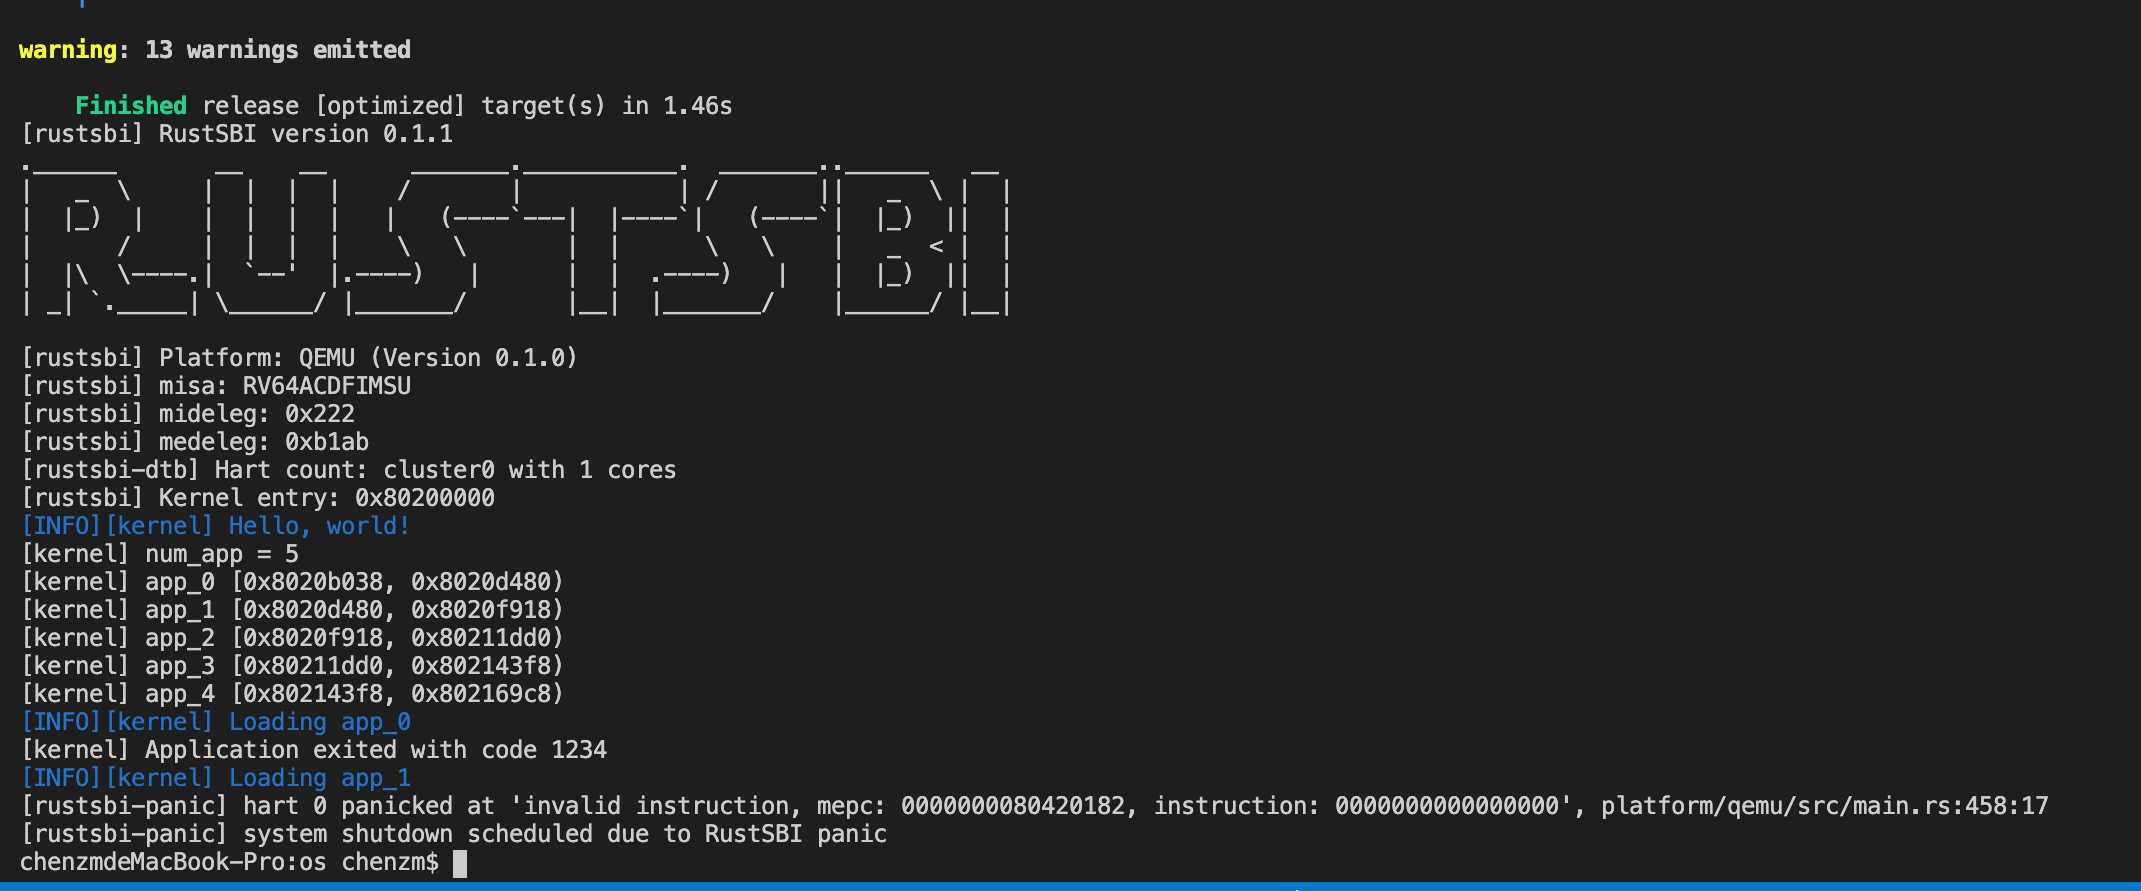 warning: 13 warnings emitted
    Finished release [optimized] target(s) in 1.46s
[rustsbi] RustSBI version 0.1.1
.______       __    __      _______.___________.  _______..______   __
|   _  \     |  |  |  |    /       |           | /       ||   _  \ |  |
|  |_)  |    |  |  |  |   |   (----`---|  |----`|   (----`|  |_)  ||  |
|      /     |  |  |  |    \   \       |  |      \   \    |   _  < |  |
|  |\  \----.|  `--'  |.----)   |      |  |  .----)   |   |  |_)  ||  |
| _| `._____| \______/ |_______/       |__|  |_______/    |______/ |__|
[rustsbi] Platform: QEMU (Version 0.1.0)
[rustsbi] misa: RV64ACDFIMSU
[rustsbi] mideleg: 0x222
[rustsbi] medeleg: 0xb1ab
[rustsbi-dtb] Hart count: cluster0 with 1 cores
[rustsbi] Kernel entry: 0x80200000
[INFO][kernel] Hello, world!
[kernel] num_app = 5
[kernel] app_0 [0x8020b038, 0x8020d480)
[kernel] app_1 [0x8020d480, 0x8020f918)
[kernel] app_2 [0x8020f918, 0x80211dd0)
[kernel] app_3 [0x80211dd0, 0x802143f8)
[kernel] app_4 [0x802143f8, 0x802169c8)
[INFO][kernel] Loading app_0
[kernel] Application exited with code 1234
[INFO][kernel] Loading app_1
[rustsbi-panic] hart 0 panicked at 'invalid instruction, mepc: 0000000080420182, instruction: 0000000000000000', platform/qemu/src/main.rs:458:17
[rustsbi-panic] system shutdown scheduled due to RustSBI panic
chenzmdeMacBook-Pro:os chenzm$